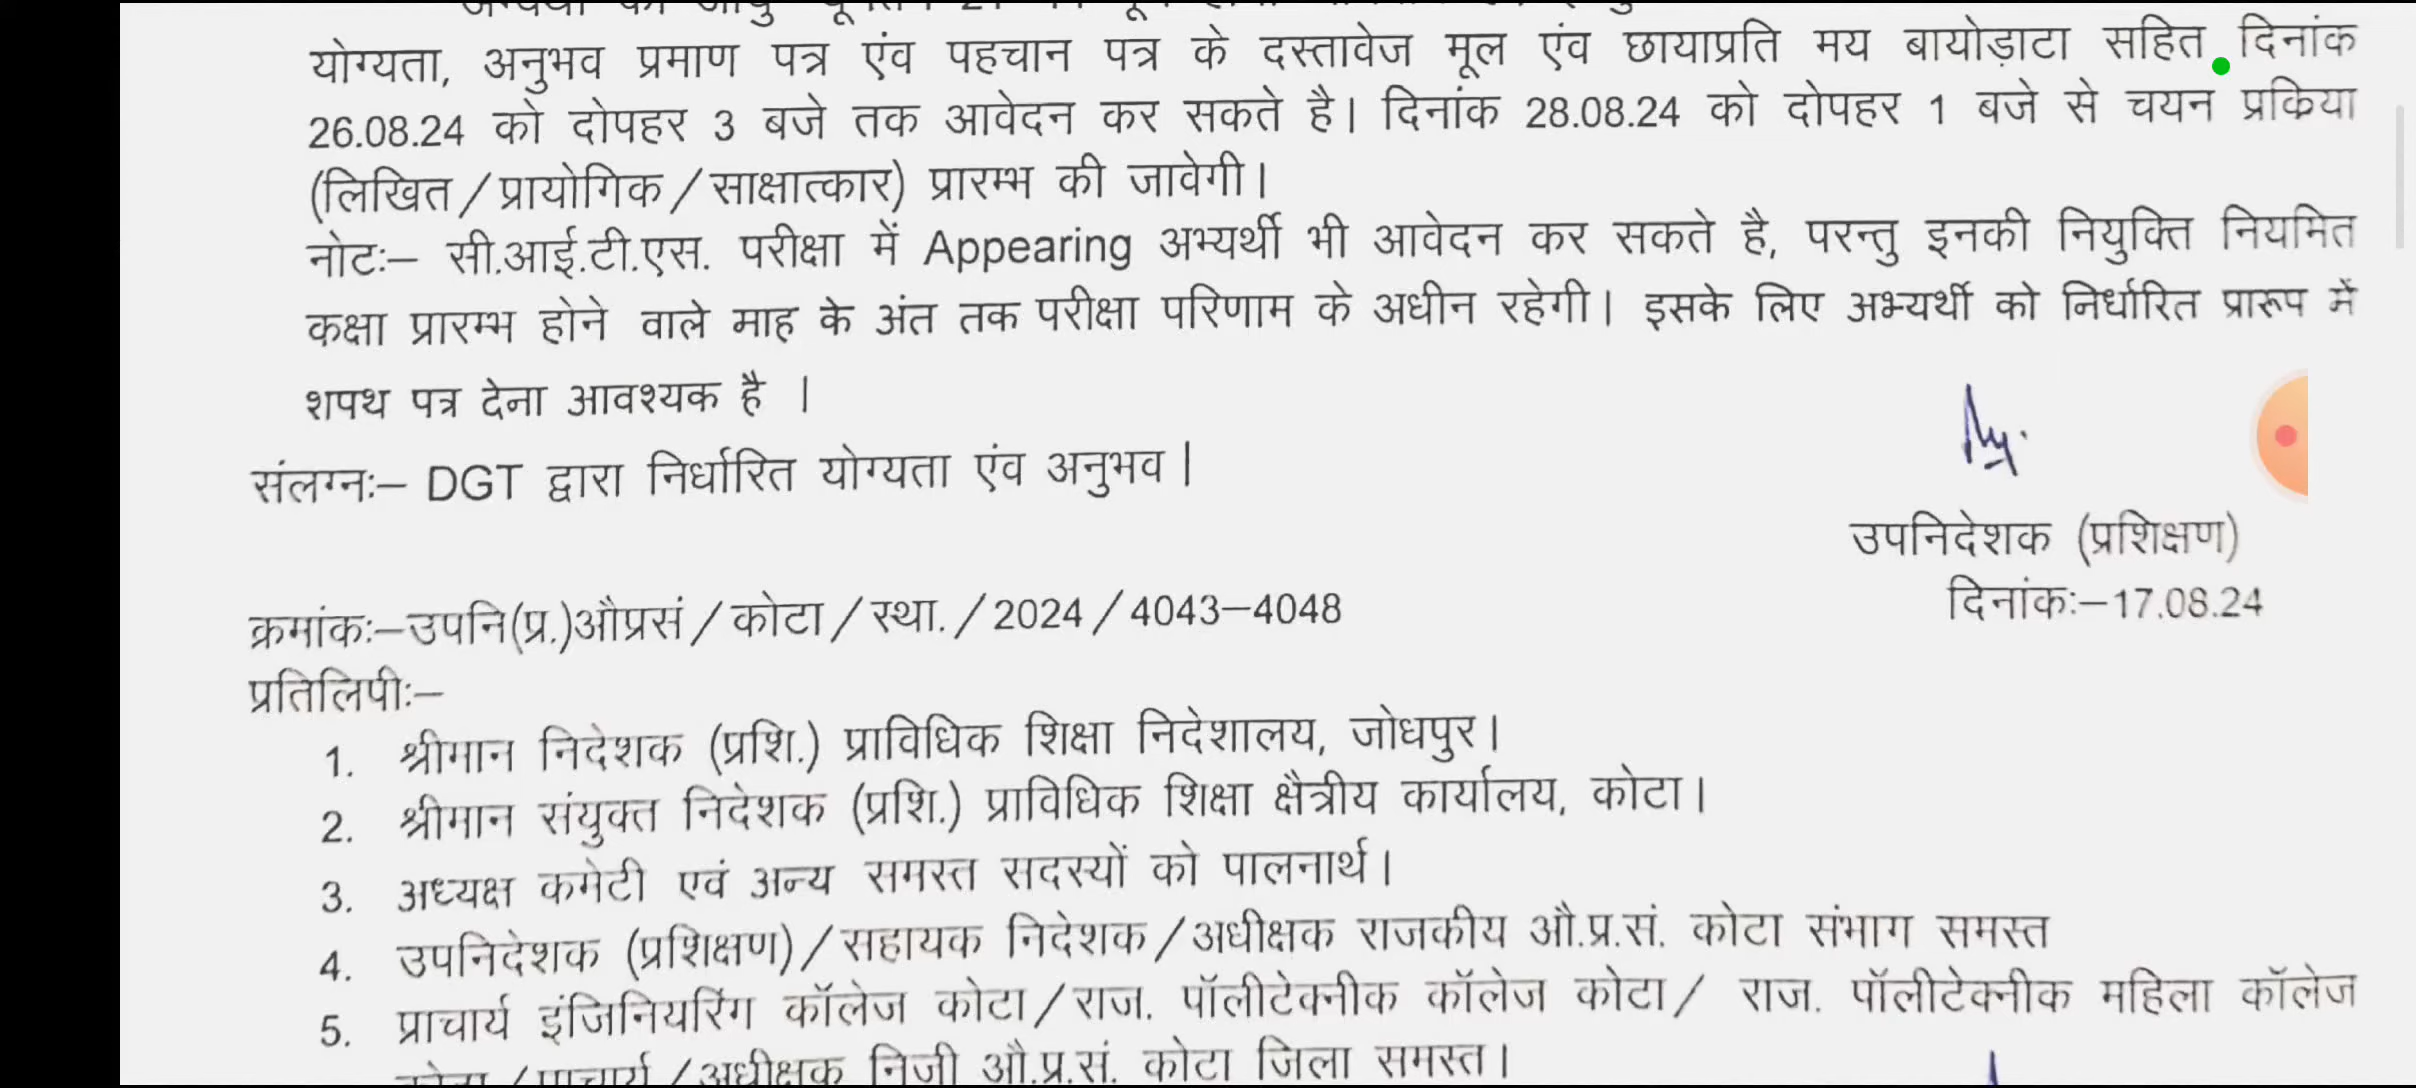 योग्यता, अनुभव प्रमाण पत्र एंव पहचान पत्र के दस्तावेज मूल एंव छायाप्रति मय बायोड़ाटा सहित दिनांक
26.08.24 को दोपहर 3 बजे तक आवेदन कर सकते है। दिनांक 28.08.24 को दोपहर 1 बजे से चयन प्रकिया
(लिखित/प्रायोगिक/साक्षात्कार) प्रारम्भ की जावेगी।
नोटः– सी.आई.टी.एस. परीक्षा में Appearing अभ्यर्थी भी आवेदन कर सकते है, परन्तु इनकी नियुक्ति नियमित
कक्षा प्रारम्भ होने वाले माह के अंत तक परीक्षा परिणाम के अधीन रहेगी। इसके लिए अभ्यर्थी को निर्धारित प्रारूप में
शपथ पत्र देना आवश्यक है ।
संलग्नः– DGT द्वारा निर्धारित योग्यता एंव अनुभव।
उपनिदेशक (प्रशिक्षण)
दिनांकः–17.08.24
क्रमांकः–उपनि(प्र.)औप्रसं/कोटा/स्था./2024/4043–4048
प्रतिलिपीः–
1. श्रीमान निदेशक (प्रशि.) प्राविधिक शिक्षा निदेशालय, जोधपुर।
2. श्रीमान संयुक्त निदेशक (प्रशि.) प्राविधिक शिक्षा क्षैत्रीय कार्यालय, कोटा।
3. अध्यक्ष कमेटी एवं अन्य समस्त सदस्यों को पालनार्थ।
4. उपनिदेशक (प्रशिक्षण)/सहायक निदेशक/अधीक्षक राजकीय औ.प्र.सं. कोटा संभाग समस्त
5. प्राचार्य इंजिनियरिंग कॉलेज कोटा/राज. पॉलीटेक्नीक कॉलेज कोटा/ राज. पॉलीटेक्नीक महिला कॉलेज
कोटा/प्राचार्य/अधीक्षक निजी औ.प्र.सं. कोटा जिला समस्त।